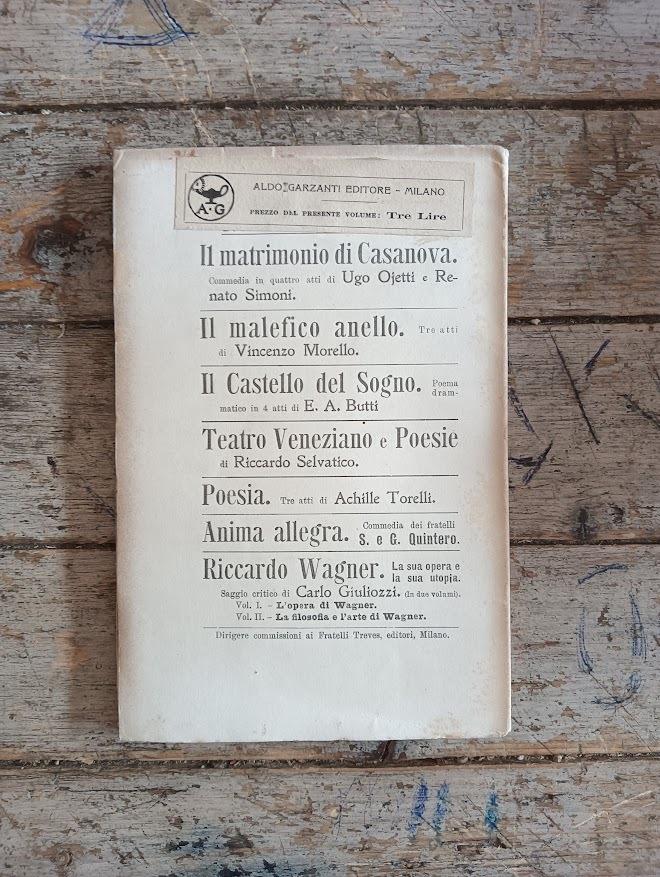 A·G
ALDO GARZANTI EDITORE - MILANO
PREZZO DEL PRESENTE VOLUME: Tre Lire
Il matrimonio di Casanova.
Commedia in quattro atti di Ugo Ojetti e Re-
nato Simoni.
Il malefico anello. Tre atti
di Vincenzo Morello.
Il Castello del Sogno. Poema
dram-
matico in 4 atti di E. A. Butti
Teatro Veneziano e Poesie
di Riccardo Selvatico.
Poesia. Tre atti di Achille Torelli.
Anima allegra. Commedia dei fratelli
S. e G. Quintero.
Riccardo Wagner. La sua opera e
la sua utopia.
Saggio critico di Carlo Giuliozzi. (In due volumi).
Vol. I. - L'opera di Wagner.
Vol. II. - La filosofia e l'arte di Wagner.
Dirigere commissioni ai Fratelli Treves, editori, Milano.